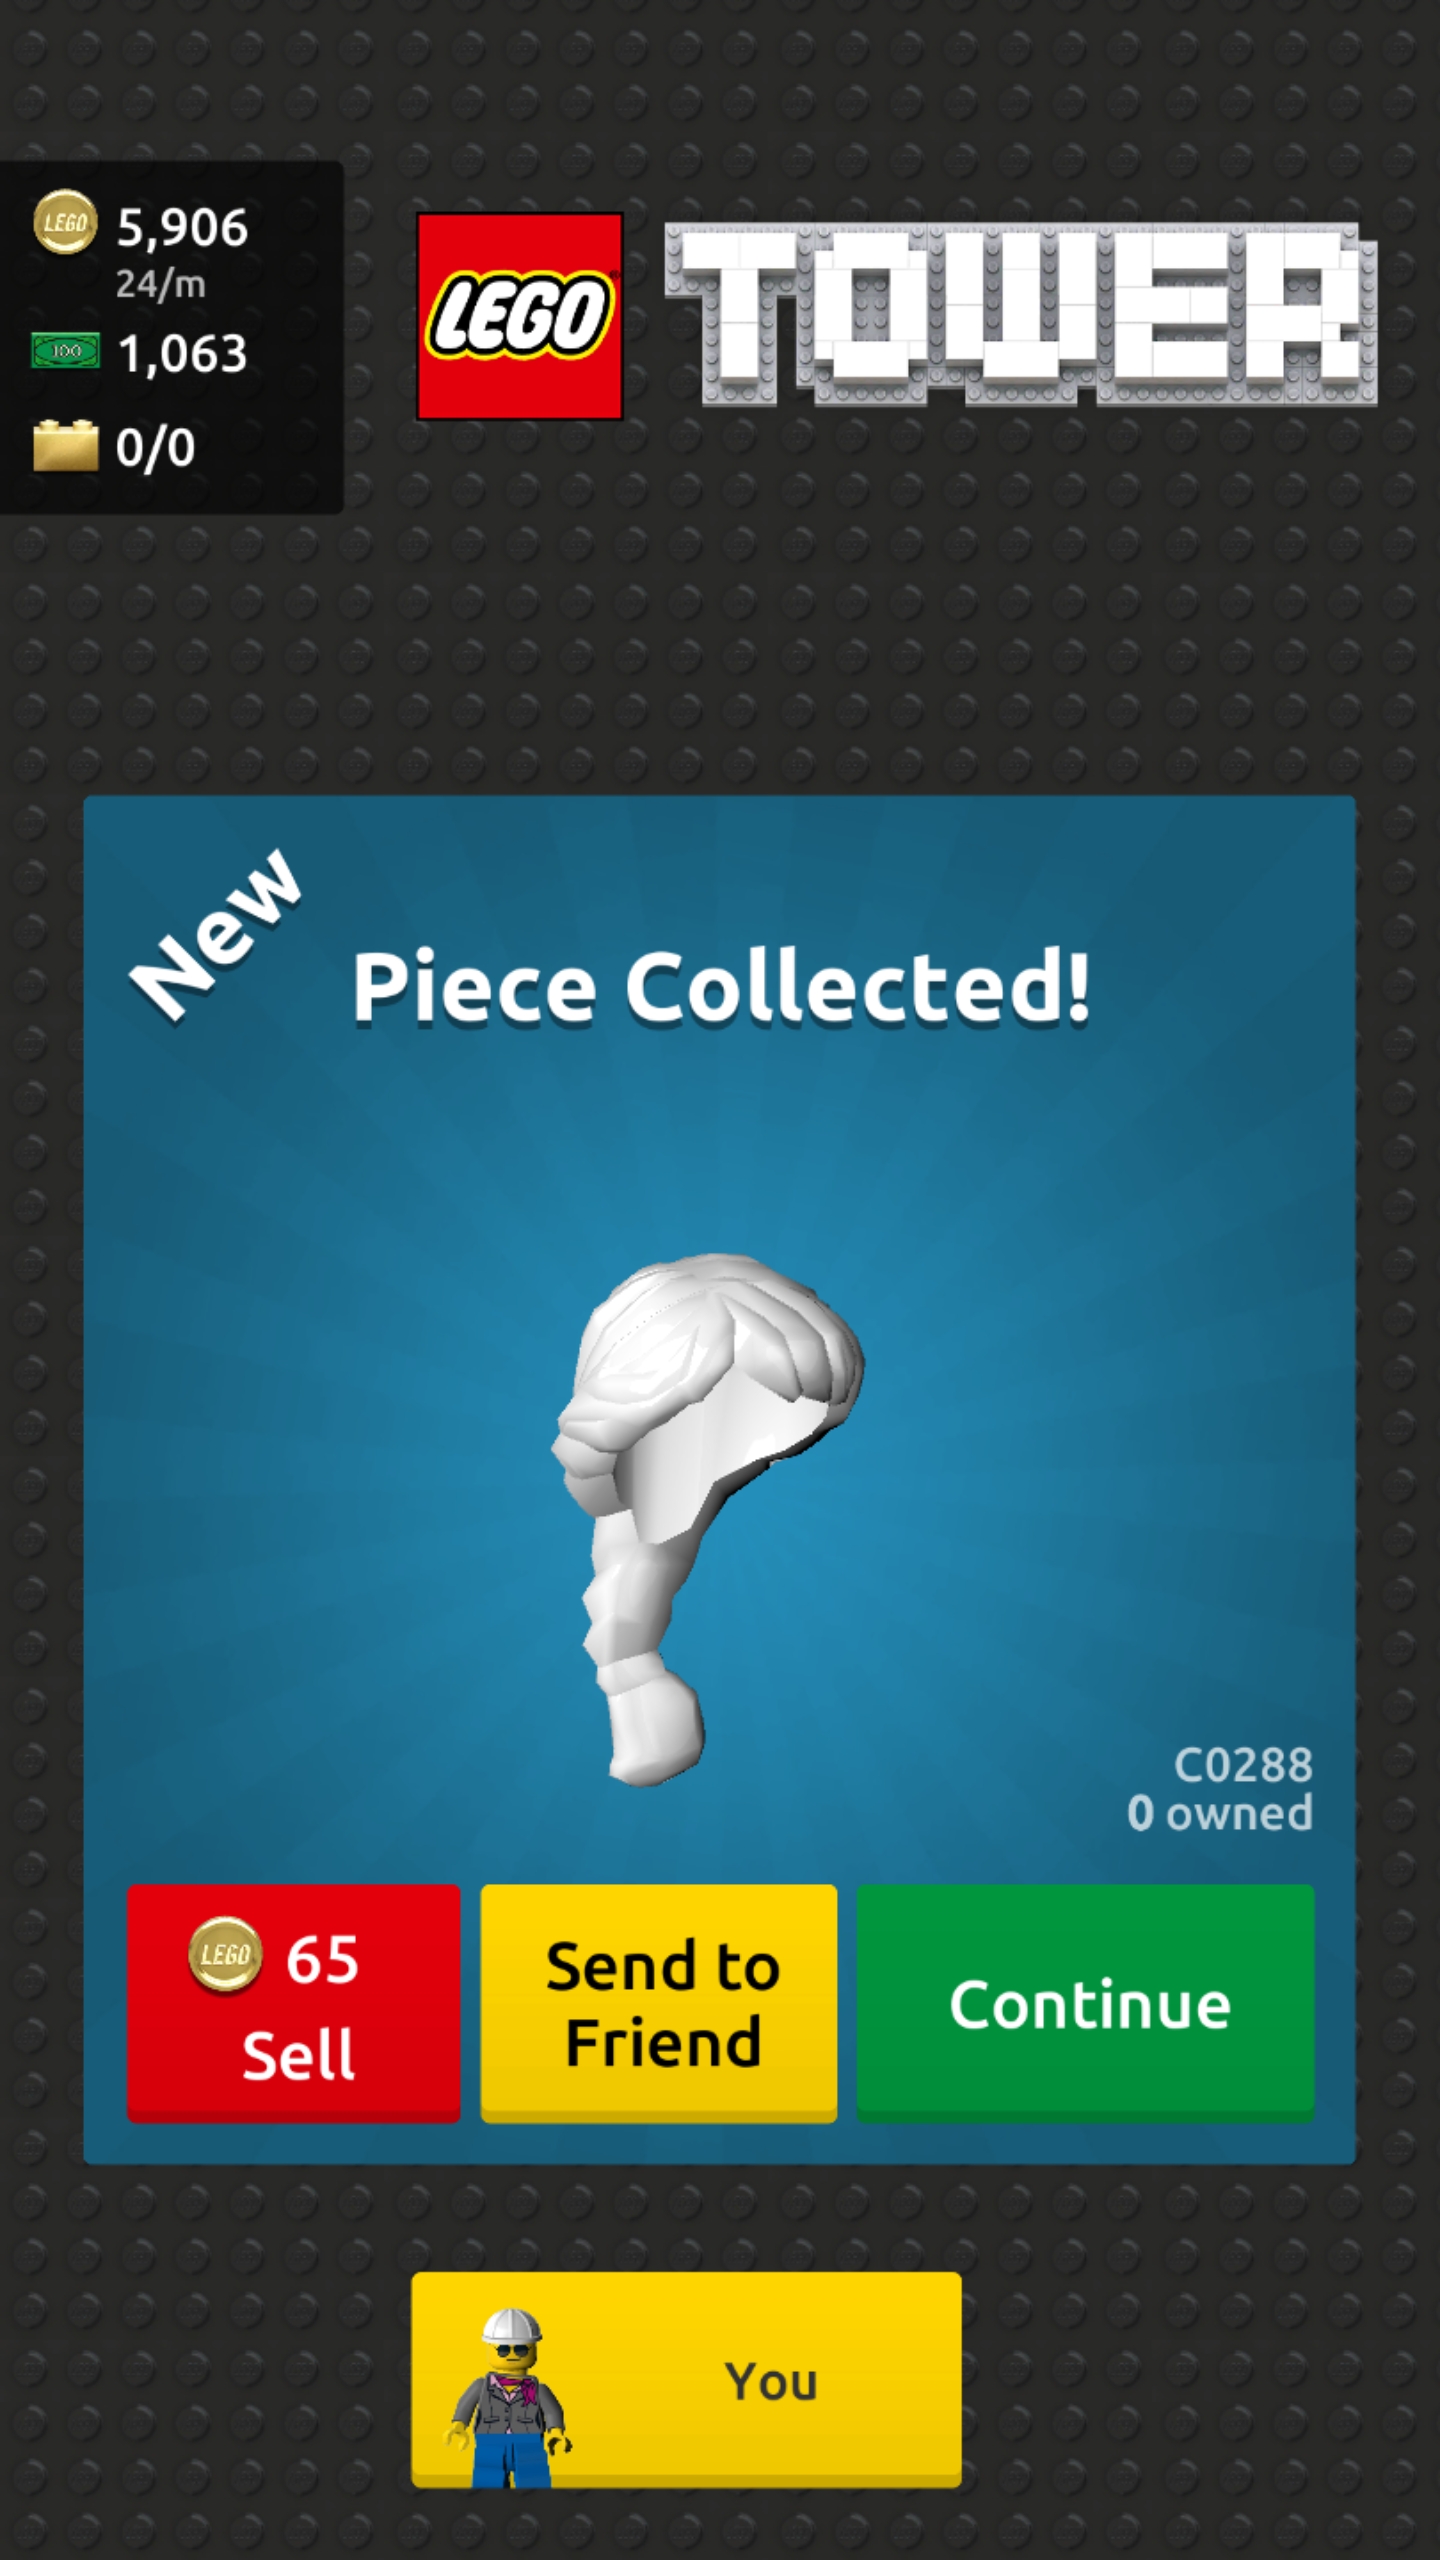 LEGO 5,906
24/m
100 1,063
0/0
LEGO ®
TOWER
New
Piece Collected!
C0288
0 owned
LEGO 65
Sell
Send to
Friend
Continue
You